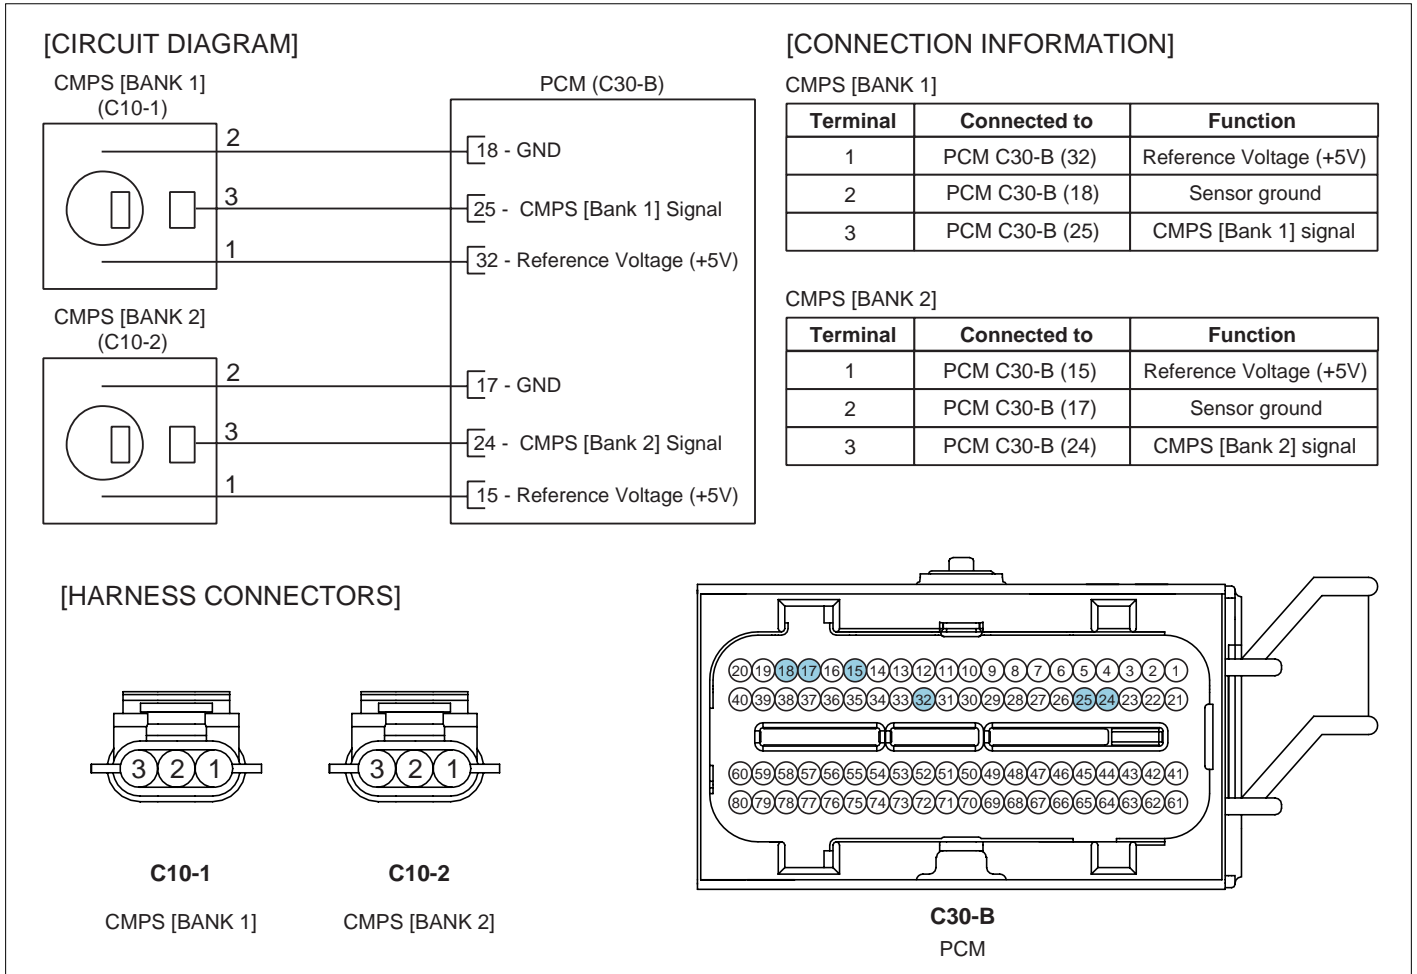 [CIRCUIT DIAGRAM]
CMPS [BANK 1]
(C10-1)
PCM (C30-B)
2
18 - GND
3
25 - CMPS [Bank 1] Signal
1
32 - Reference Voltage (+5V)
CMPS [BANK 2]
(C10-2)
2
17 - GND
3
24 - CMPS [Bank 2] Signal
1
15 - Reference Voltage (+5V)
[CONNECTION INFORMATION]
CMPS [BANK 1]
Terminal Connected to Function
1 PCM C30-B (32) Reference Voltage (+5V)
2 PCM C30-B (18) Sensor ground
3 PCM C30-B (25) CMPS [Bank 1] signal
CMPS [BANK 2]
Terminal Connected to Function
1 PCM C30-B (15) Reference Voltage (+5V)
2 PCM C30-B (17) Sensor ground
3 PCM C30-B (24) CMPS [Bank 2] signal
[HARNESS CONNECTORS]
3 2 1
C10-1
CMPS [BANK 1]
3 2 1
C10-2
CMPS [BANK 2]
20 19 18 17 16 15 14 13 12 11 10 9 8 7 6 5 4 3 2 1
40 39 38 37 36 35 34 33 32 31 30 29 28 27 26 25 24 23 22 21
60 59 58 57 56 55 54 53 52 51 50 49 48 47 46 45 44 43 42 41
80 79 78 77 76 75 74 73 72 71 70 69 68 67 66 65 64 63 62 61
C30-B
PCM